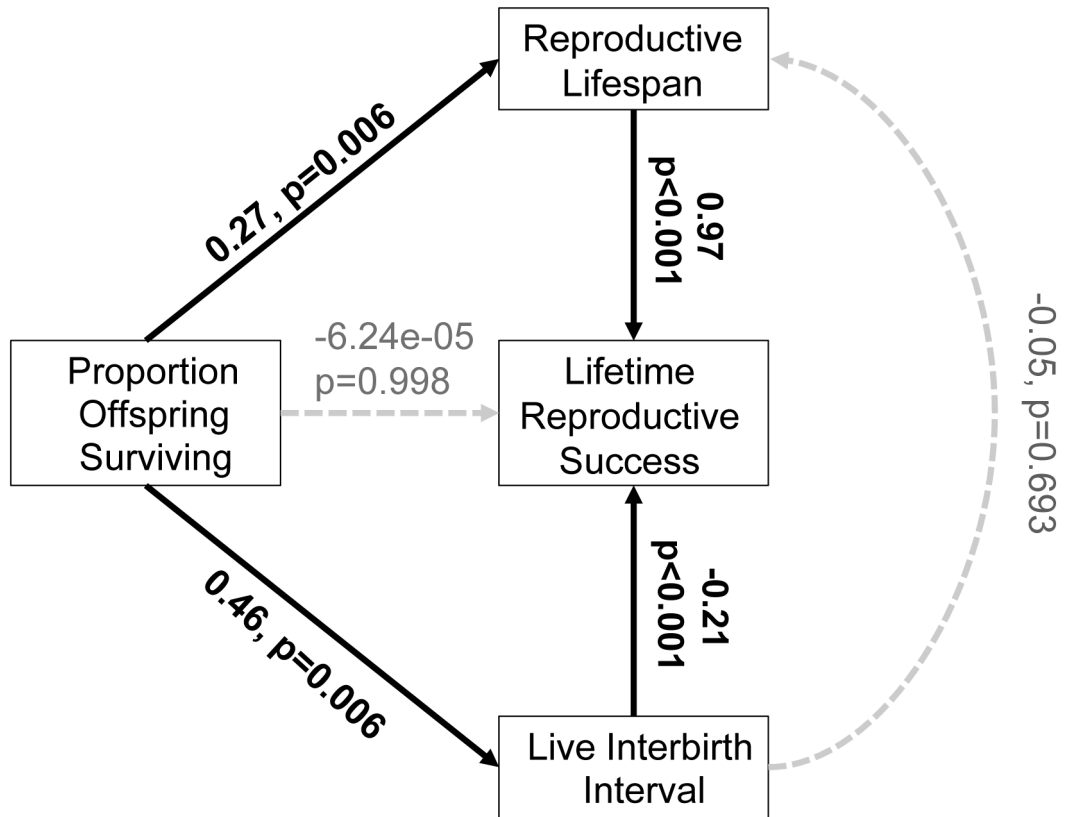 Reproductive
Lifespan
0.27, p=0.006
0.97
p<0.001
-6.24e-05
p=0.998
Proportion
Offspring
Surviving
Lifetime
Reproductive
Success
-0.05, p=0.693
0.46, p=0.006
-0.21
p<0.001
Live Interbirth
Interval